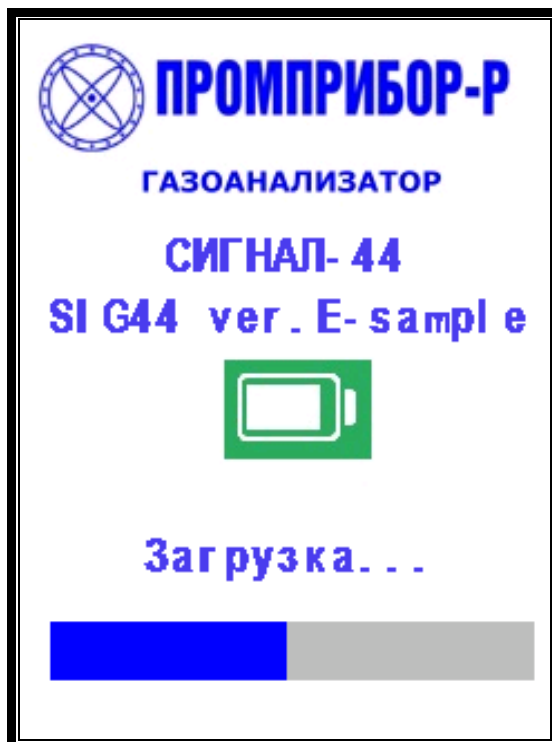 ПРОМПРИБОР-Р
ГАЗОАНАЛИЗАТОР
СИГНАЛ-44
SIG44 ver.E-sample
Загрузка...